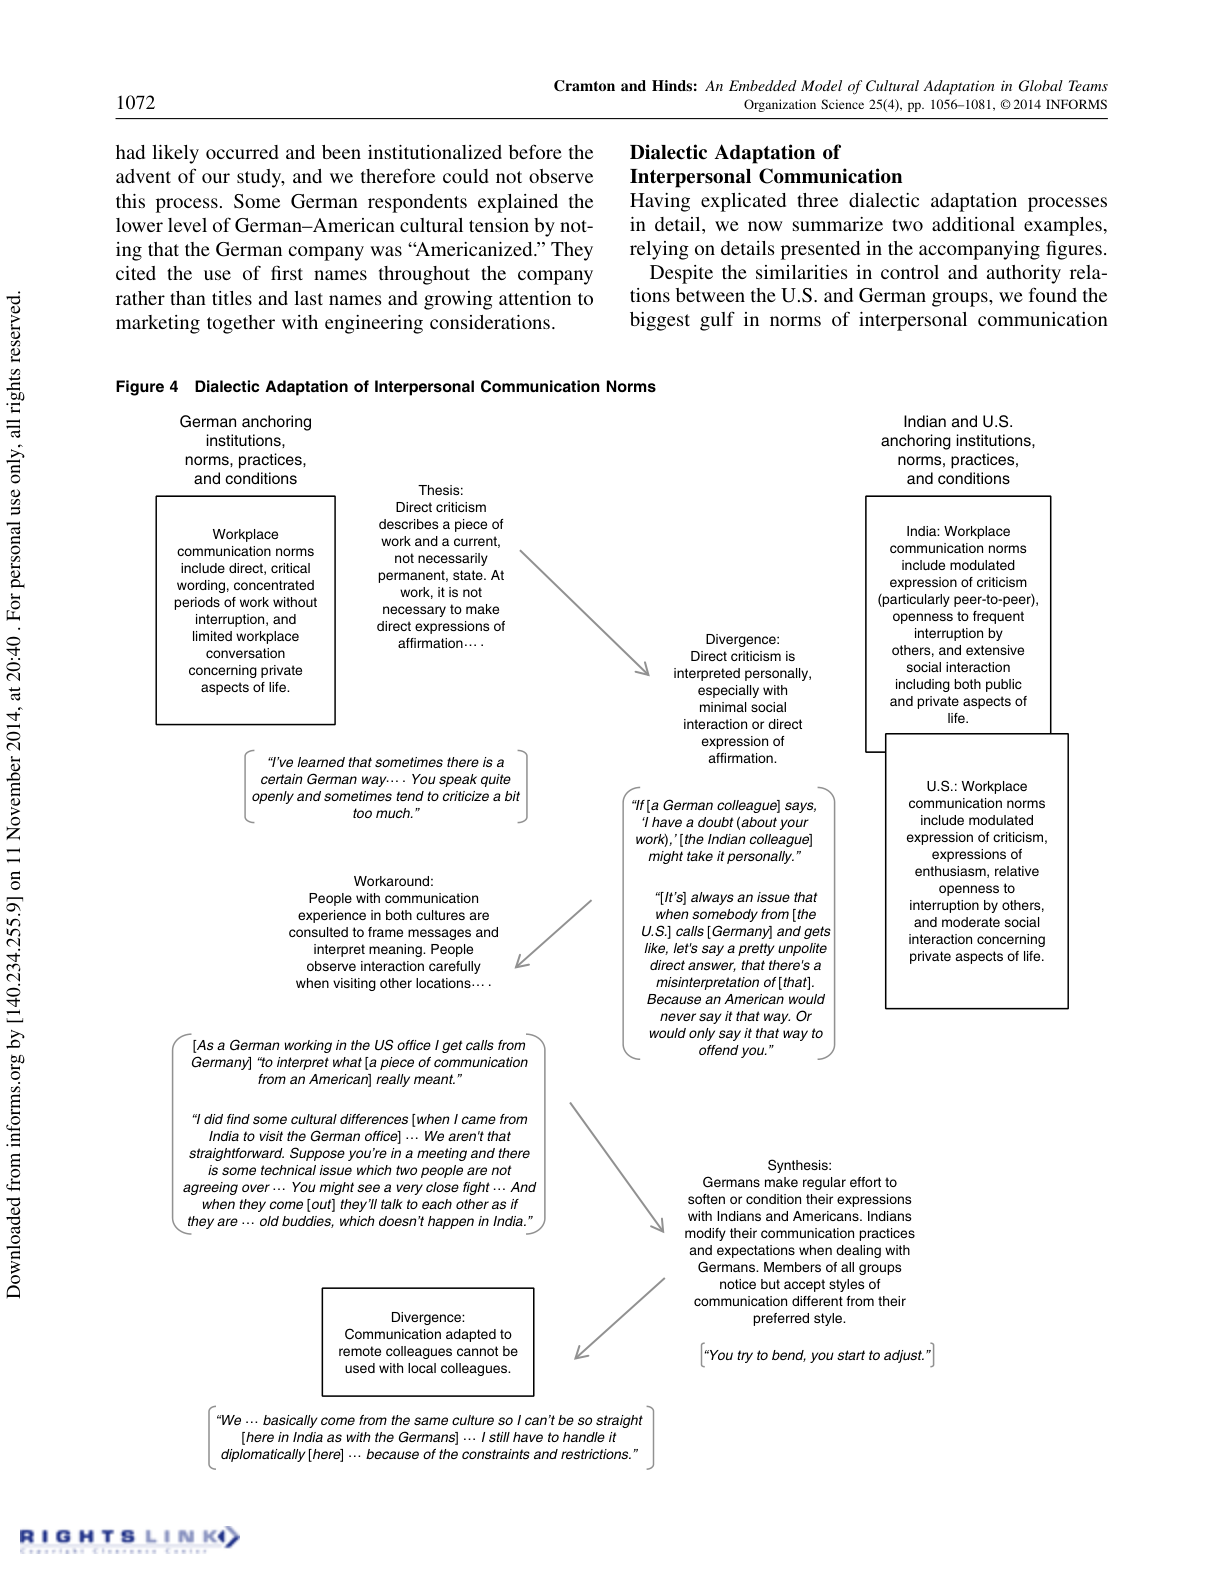 Cramton and Hinds: An Embedded Model of Cultural Adaptation in Global Teams
1072
Organization Science 25(4), pp. 1056–1081, © 2014 INFORMS
had likely occurred and been institutionalized before the
advent of our study, and we therefore could not observe
this process. Some German respondents explained the
lower level of German–American cultural tension by not-
ing that the German company was “Americanized.” They
cited the use of first names throughout the company
rather than titles and last names and growing attention to
marketing together with engineering considerations.
Dialectic Adaptation of
Interpersonal Communication
Having explicated three dialectic adaptation processes
in detail, we now summarize two additional examples,
relying on details presented in the accompanying figures.
Despite the similarities in control and authority rela-
tions between the U.S. and German groups, we found the
biggest gulf in norms of interpersonal communication
Figure 4 Dialectic Adaptation of Interpersonal Communication Norms
German anchoring
institutions,
norms, practices,
and conditions
Workplace
communication norms
include direct, critical
wording, concentrated
periods of work without
interruption, and
limited workplace
conversation
concerning private
aspects of life.
Thesis:
Direct criticism
describes a piece of
work and a current,
not necessarily
permanent, state. At
work, it is not
necessary to make
direct expressions of
affirmation… .
Indian and U.S.
anchoring institutions,
norms, practices,
and conditions
India: Workplace
communication norms
include modulated
expression of criticism
(particularly peer-to-peer),
openness to frequent
interruption by
others, and extensive
social interaction
including both public
and private aspects of
life.
Divergence:
Direct criticism is
interpreted personally,
especially with
minimal social
interaction or direct
expression of
affirmation.
U.S.: Workplace
communication norms
include modulated
expression of criticism,
expressions of
enthusiasm, relative
openness to
interruption by others,
and moderate social
interaction concerning
private aspects of life.
“I’ve learned that sometimes there is a
certain German way… . You speak quite
openly and sometimes tend to criticize a bit
too much.”
“If [a German colleague] says,
‘I have a doubt (about your
work),’ [the Indian colleague]
might take it personally.”
“[It’s] always an issue that
when somebody from [the
U.S.] calls [Germany] and gets
like, let's say a pretty unpolite
direct answer, that there's a
misinterpretation of [that].
Because an American would
never say it that way. Or
would only say it that way to
offend you.”
Workaround:
People with communication
experience in both cultures are
consulted to frame messages and
interpret meaning. People
observe interaction carefully
when visiting other locations… .
[As a German working in the US office I get calls from
Germany] “to interpret what [a piece of communication
from an American] really meant.”
“I did find some cultural differences [when I came from
India to visit the German office] … We aren't that
straightforward. Suppose you’re in a meeting and there
is some technical issue which two people are not
agreeing over … You might see a very close fight … And
when they come [out] they’ll talk to each other as if
they are … old buddies, which doesn’t happen in India.”
Synthesis:
Germans make regular effort to
soften or condition their expressions
with Indians and Americans. Indians
modify their communication practices
and expectations when dealing with
Germans. Members of all groups
notice but accept styles of
communication different from their
preferred style.
“You try to bend, you start to adjust.”
Divergence:
Communication adapted to
remote colleagues cannot be
used with local colleagues.
“We … basically come from the same culture so I can’t be so straight
[here in India as with the Germans] … I still have to handle it
diplomatically [here] … because of the constraints and restrictions.”
Downloaded from informs.org by [140.234.255.9] on 11 November 2014, at 20:40 . For personal use only, all rights reserved.
RIGHTSLINK
Copyright Clearance Center